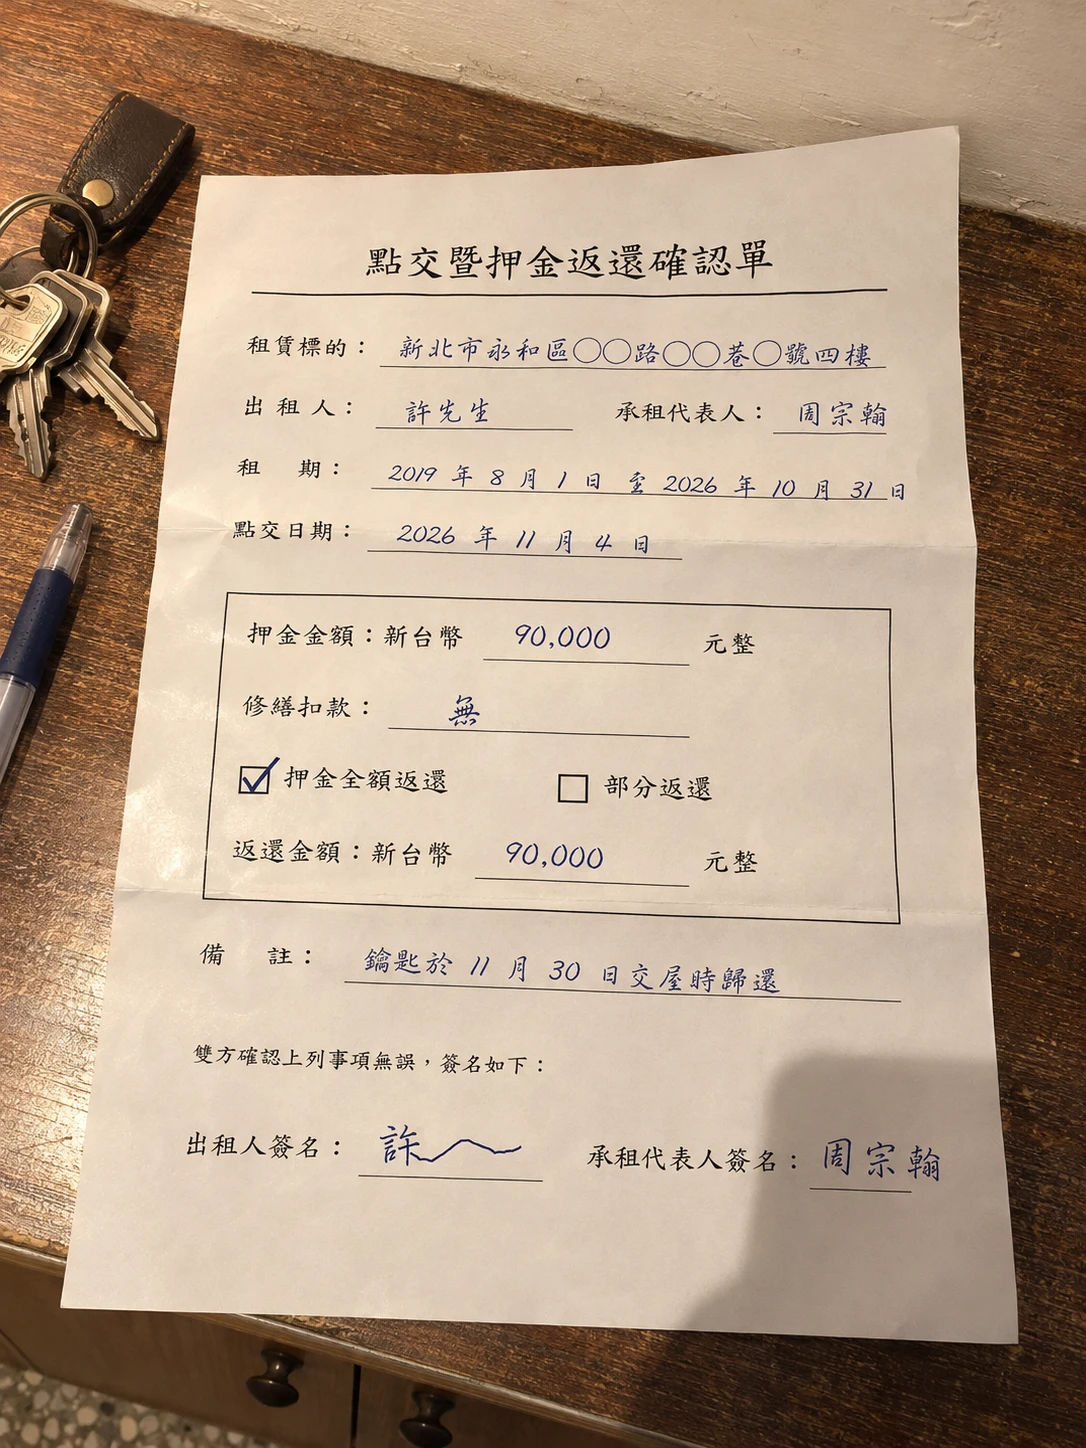 點交暨押金返還確認單
租賃標的：新北市永和區○○路○○巷○號四樓
出租人：許先生 承租代表人：周宗翰
租期：2019年8月1日至2026年10月31日
點交日期：2026年11月4日
押金金額：新台幣 90,000 元整
修繕扣款：無
☑押金全額返還 ☐部分返還
返還金額：新台幣 90,000 元整
備註：鑰匙於11月30日交屋時歸還
雙方確認上列事項無誤，簽名如下：
出租人簽名：許 承租代表人簽名：周宗翰